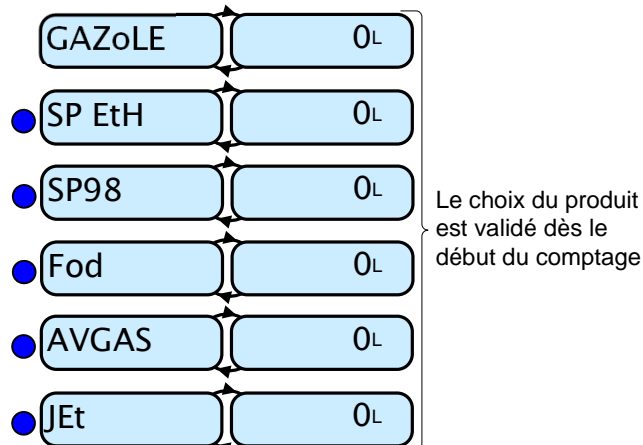 GAZoLE 0L
SP EtH 0L
SP98 0L
Le choix du produit
est validé dès le
début du comptage
Fod 0L
AVGAS 0L
JEt 0L